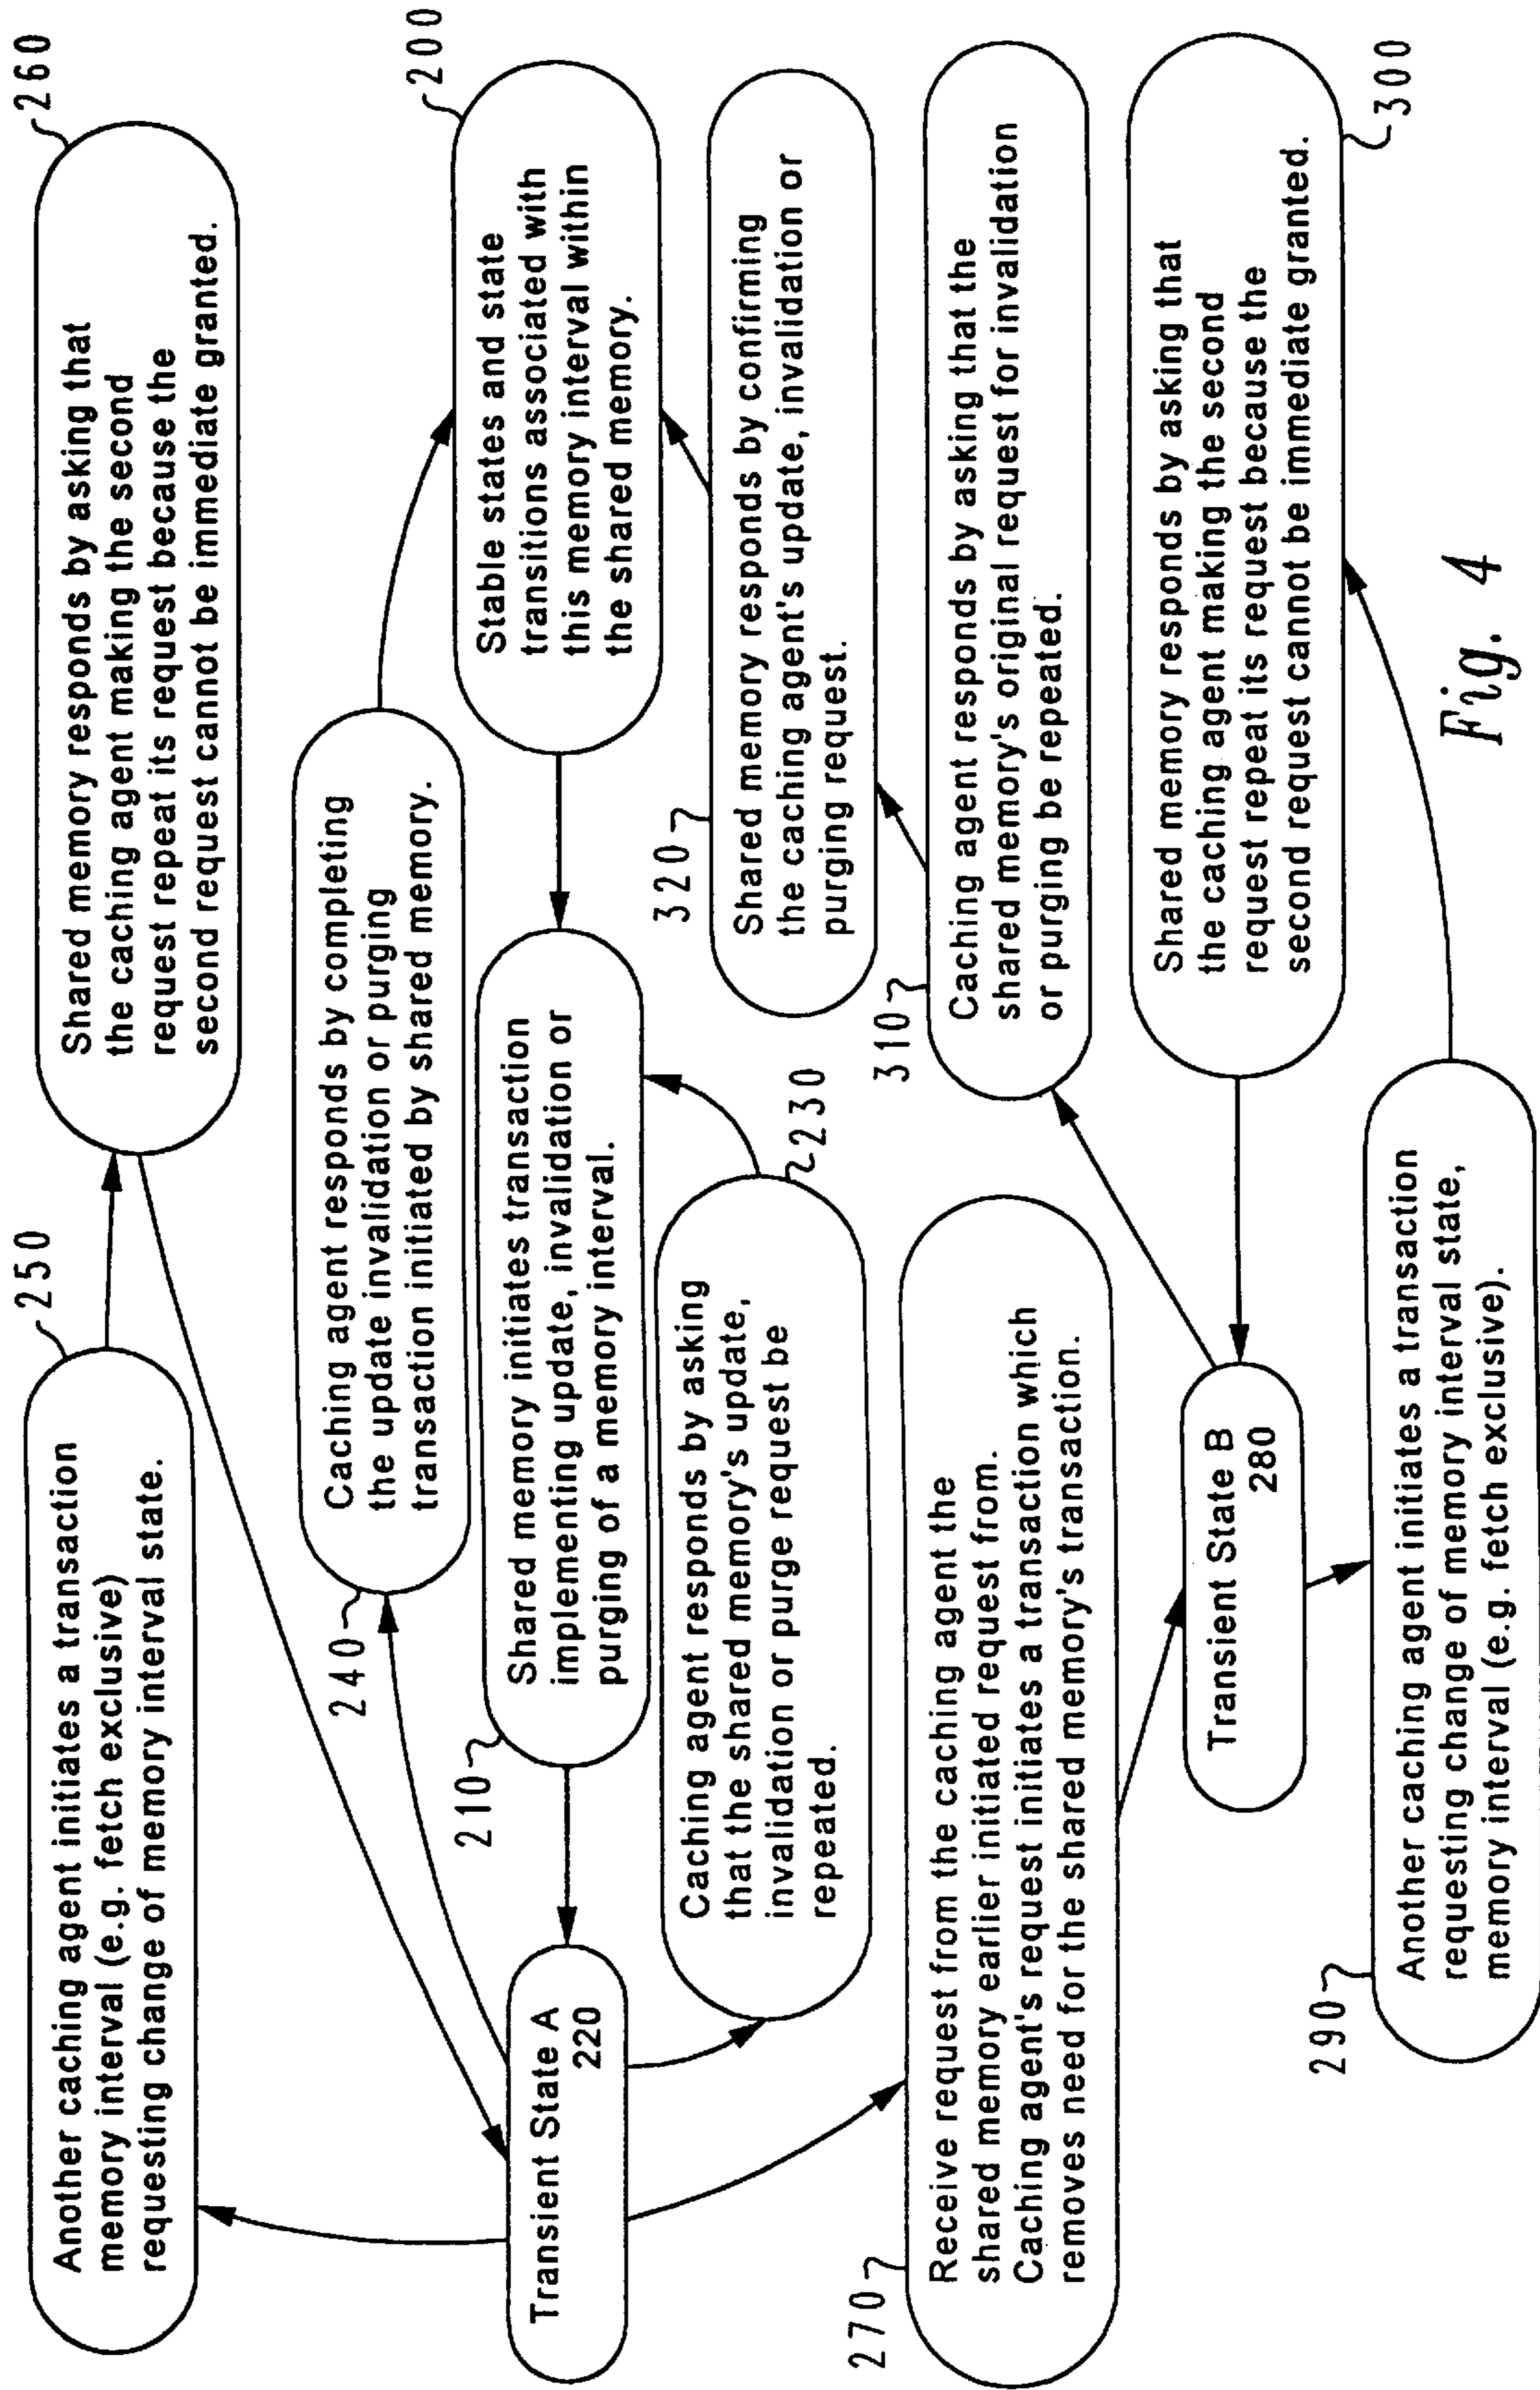 250
Another caching agent initiates a transaction
memory interval (e.g. fetch exclusive)
requesting change of memory interval state.
260
Shared memory responds by asking that
the caching agent making the second
request repeat its request because the
second request cannot be immediate granted.
240
Caching agent responds by completing
the update invalidation or purging
transaction initiated by shared memory.
200
Stable states and state
transitions associated with
this memory interval within
the shared memory.
210
Shared memory initiates transaction
implementing update, invalidation or
purging of a memory interval.
Transient State A
220
230
Caching agent responds by asking
that the shared memory's update,
invalidation or purge request be
repeated.
320
Shared memory responds by confirming
the caching agent's update, invalidation or
purging request.
270
Receive request from the caching agent the
shared memory earlier initiated request from.
Caching agent's request initiates a transaction which
removes need for the shared memory's transaction.
310
Caching agent responds by asking that the
shared memory's original request for invalidation
or purging be repeated.
Transient State B
280
300
Shared memory responds by asking that
the caching agent making the second
request repeat its request because the
second request cannot be immediate granted.
290
Another caching agent initiates a transaction
requesting change of memory interval state,
memory interval (e.g. fetch exclusive).
Fig. 4